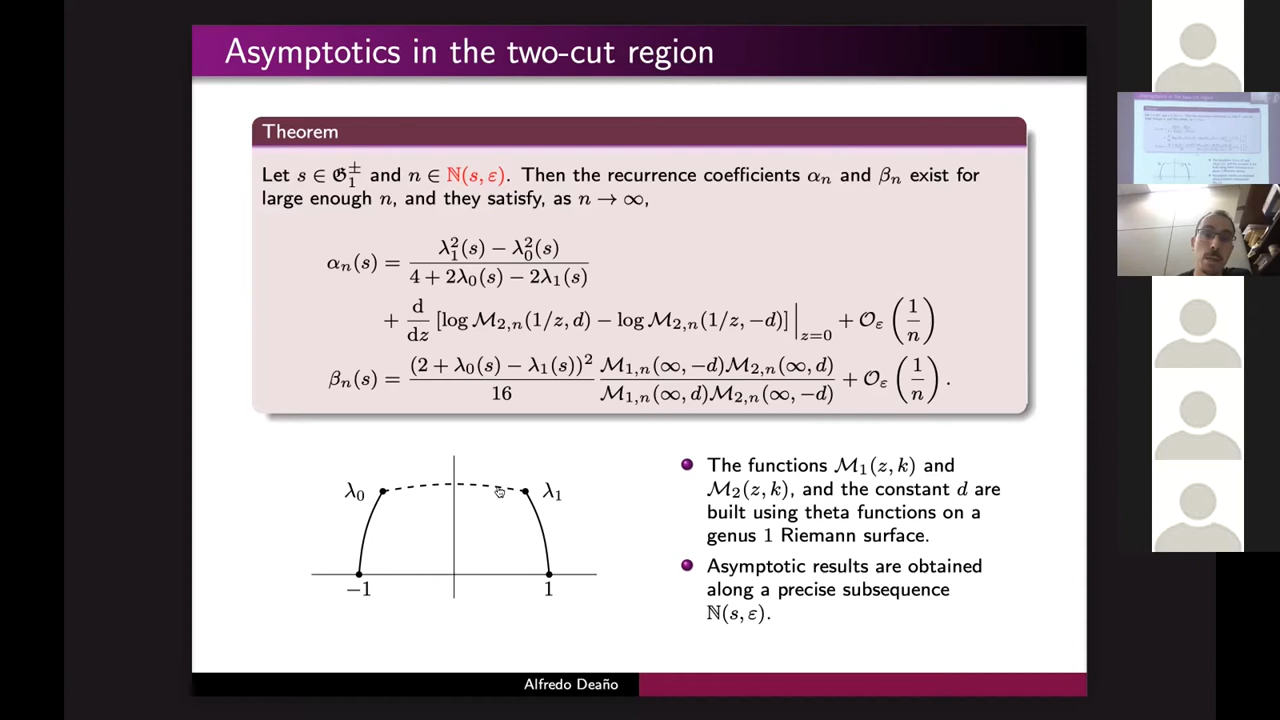 Asymptotics in the two-cut region
Theorem
Let s ∈ 𝔊₁^± and n ∈ ℕ(s, ε). Then the recurrence coefficients αₙ and βₙ exist for
large enough n, and they satisfy, as n → ∞,
αₙ(s) = (λ₁²(s) − λ₀²(s)) / (4 + 2λ₀(s) − 2λ₁(s))
+ d/dz [log ℳ₂,ₙ(1/z, d) − log ℳ₂,ₙ(1/z, −d)] |_{z=0} + 𝒪_ε (1/n)
βₙ(s) = (2 + λ₀(s) − λ₁(s))² / 16 ℳ₁,ₙ(∞, −d)ℳ₂,ₙ(∞, d) / ℳ₁,ₙ(∞, d)ℳ₂,ₙ(∞, −d) + 𝒪_ε (1/n) .
λ₀
λ₁
−1
1
The functions ℳ₁(z, k) and
ℳ₂(z, k), and the constant d are
built using theta functions on a
genus 1 Riemann surface.
Asymptotic results are obtained
along a precise subsequence
ℕ(s, ε).
Alfredo Deaño